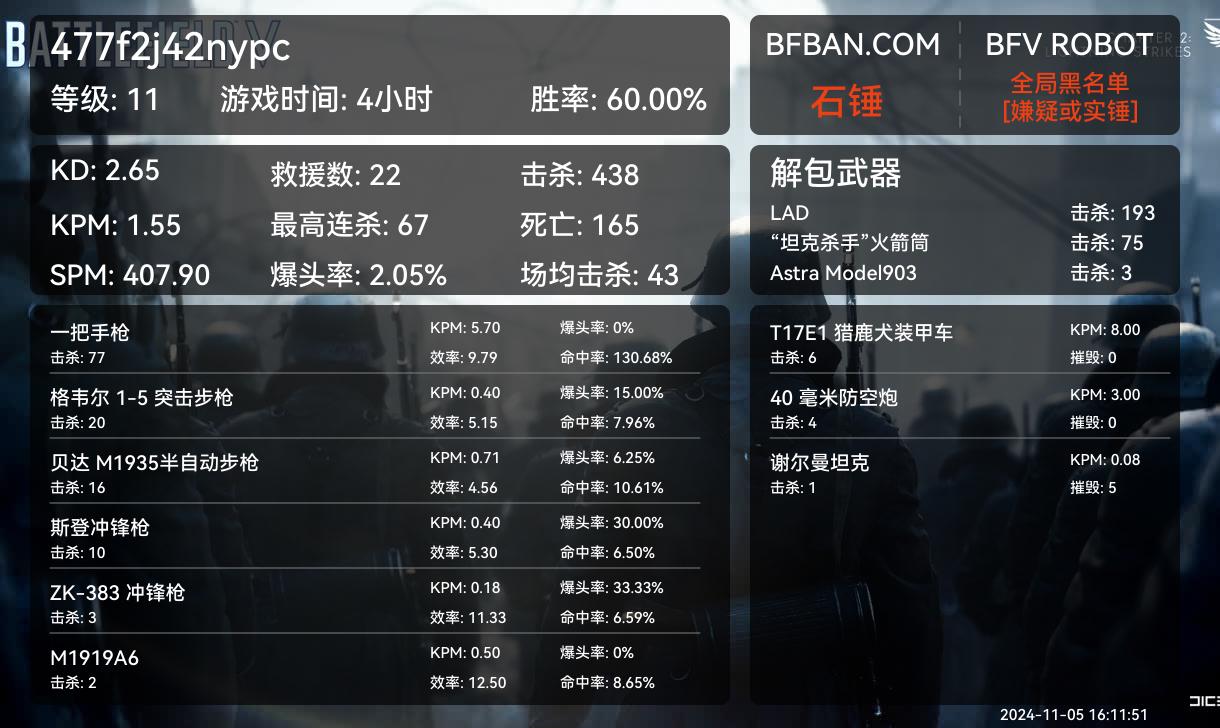 BATTLEFIELD V
477f2j42nypc
等级: 11 游戏时间: 4小时 胜率: 60.00%
BFBAN.COM
石锤
BFV ROBOT
全局黑名单
[嫌疑或实锤]
KD: 2.65 救援数: 22 击杀: 438
KPM: 1.55 最高连杀: 67 死亡: 165
SPM: 407.90 爆头率: 2.05% 场均击杀: 43
解包武器
LAD 击杀: 193
“坦克杀手”火箭筒 击杀: 75
Astra Model903 击杀: 3
一把手枪 KPM: 5.70 爆头率: 0%
击杀: 77 效率: 9.79 命中率: 130.68%
格韦尔 1-5 突击步枪 KPM: 0.40 爆头率: 15.00%
击杀: 20 效率: 5.15 命中率: 7.96%
贝达 M1935半自动步枪 KPM: 0.71 爆头率: 6.25%
击杀: 16 效率: 4.56 命中率: 10.61%
斯登冲锋枪 KPM: 0.40 爆头率: 30.00%
击杀: 10 效率: 5.30 命中率: 6.50%
ZK-383 冲锋枪 KPM: 0.18 爆头率: 33.33%
击杀: 3 效率: 11.33 命中率: 6.59%
M1919A6 KPM: 0.50 爆头率: 0%
击杀: 2 效率: 12.50 命中率: 8.65%
T17E1 猎鹿犬装甲车 KPM: 8.00
击杀: 6 摧毁: 0
40 毫米防空炮 KPM: 3.00
击杀: 4 摧毁: 0
谢尔曼坦克 KPM: 0.08
击杀: 1 摧毁: 5
2024-11-05 16:11:51
DICE